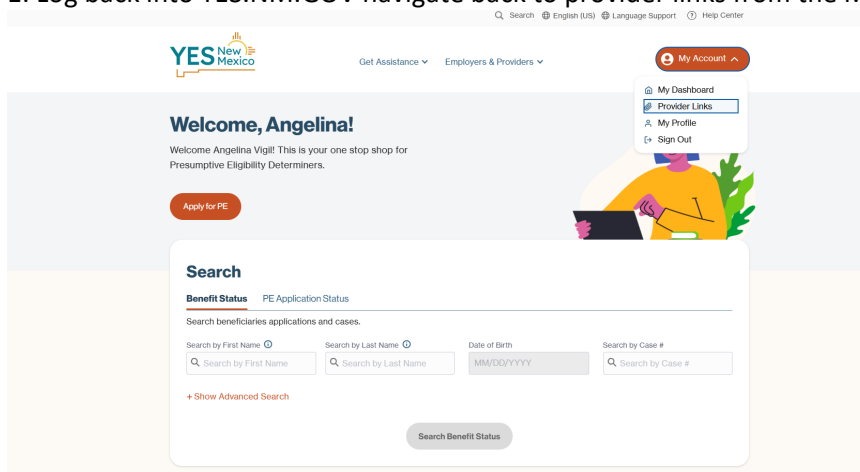 Search English (US) Language Support Help Center
YES New Mexico
Get Assistance Employers & Providers My Account
My Dashboard
Provider Links
My Profile
Sign Out
Welcome, Angelina!
Welcome Angelina Vigil! This is your one stop shop for
Presumptive Eligibility Determiners.
Apply for PE
Search
Benefit Status PE Application Status
Search beneficiaries applications and cases.
Search by First Name Search by Last Name Date of Birth Search by Case #
Search by First Name Search by Last Name MM/DD/YYYY Search by Case #
+ Show Advanced Search
Search Benefit Status